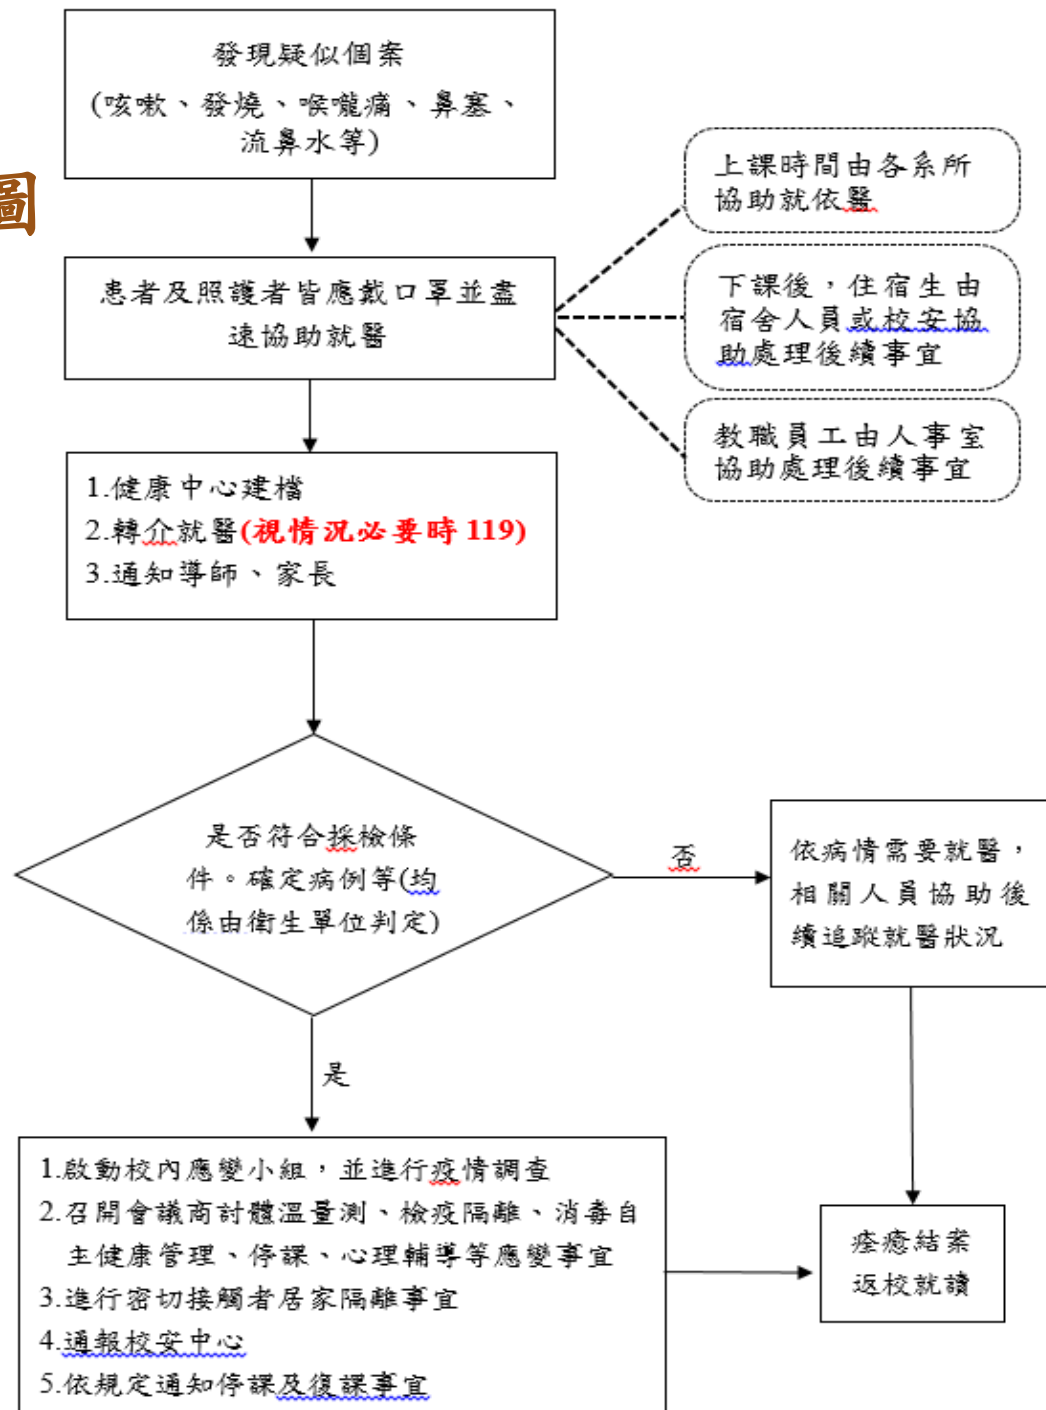 發現疑似個案
(咳嗽、發燒、喉嚨痛、鼻塞、
流鼻水等)
圖
上課時間由各系所
協助就依醫
患者及照護者皆應戴口罩並盡
速協助就醫
下課後，住宿生由
宿舍人員或校安協
助處理後續事宜
教職員工由人事室
協助處理後續事宜
1.健康中心建檔
2.轉介就醫(視情況必要時 119)
3.通知導師、家長
是否符合採檢條
件。確定病例等(均
係由衛生單位判定)
否
依病情需要就醫，
相關人員協助後
續追蹤就醫狀況
是
1.啟動校內應變小組，並進行疫情調查
2.召開會議商討體溫量測、檢疫隔離、消毒自
主健康管理、停課、心理輔導等應變事宜
3.進行密切接觸者居家隔離事宜
4.通報校安中心
5.依規定通知停課及復課事宜
痊癒結案
返校就讀